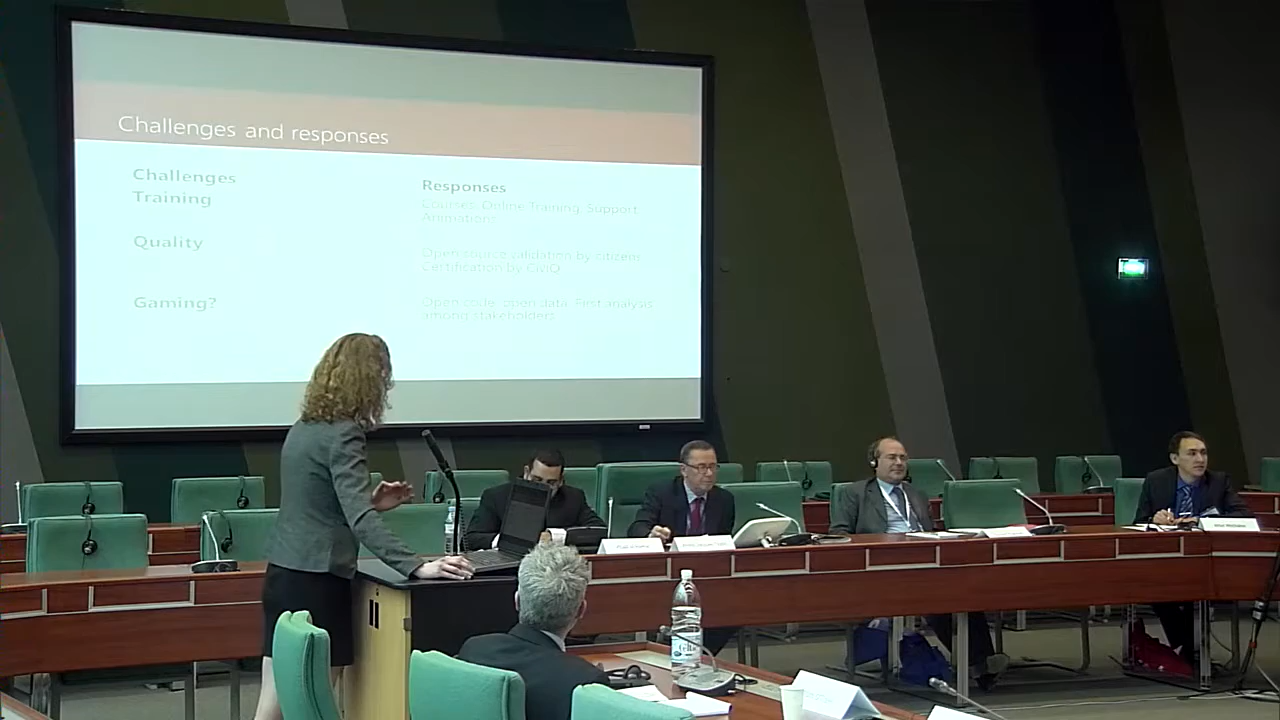 Challenges and responses
Challenges
Training
Quality
Gaming?
Responses
Courses, Online Training, Support,
Animations
Open source validation by citizens
Certification by CiviQ
Open code, open data. First analysis
among stakeholders